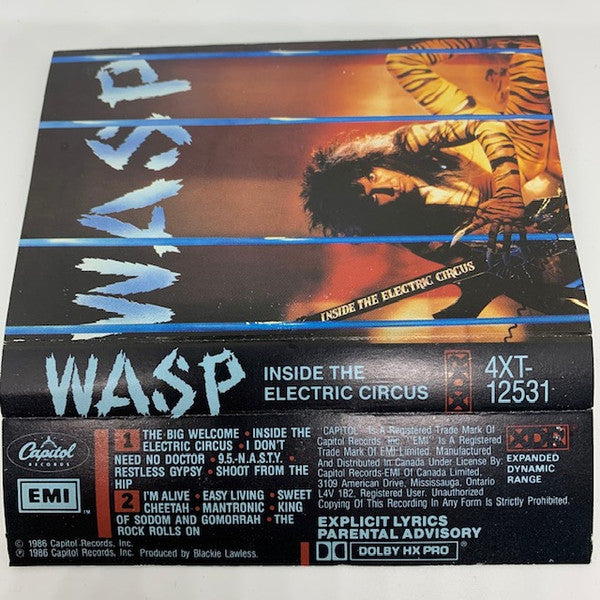 WASP
INSIDE THE ELECTRIC CIRCUS
WASP
INSIDE THE
ELECTRIC CIRCUS
XDR
4XT-
12531
Capitol
RECORDS
EMI
TM
1 THE BIG WELCOME · INSIDE THE
ELECTRIC CIRCUS · I DON'T
NEED NO DOCTOR · 9.5.-N.A.S.T.Y.
RESTLESS GYPSY · SHOOT FROM THE
HIP
2 I'M ALIVE · EASY LIVING · SWEET
CHEETAH · MANTRONIC · KING
OF SODOM AND GOMORRAH · THE
ROCK ROLLS ON
© 1986 Capitol Records, Inc.
℗ 1986 Capitol Records, Inc. Produced by Blackie Lawless.
"CAPITOL" Is A Registered Trade Mark Of
Capitol Records, Inc. "EMI" Is A Registered
Trade Mark Of EMI Limited. Manufactured
And Distributed In Canada Under License By:
Capitol Records-EMI Of Canada Limited,
3109 American Drive, Mississauga, Ontario
L4V 1B2. Registered User. Unauthorized
Copying Of This Recording In Any Form Is Strictly Prohibited.
EXPLICIT LYRICS
PARENTAL ADVISORY
DOLBY HX PRO
XDR
EXPANDED
DYNAMIC
RANGE